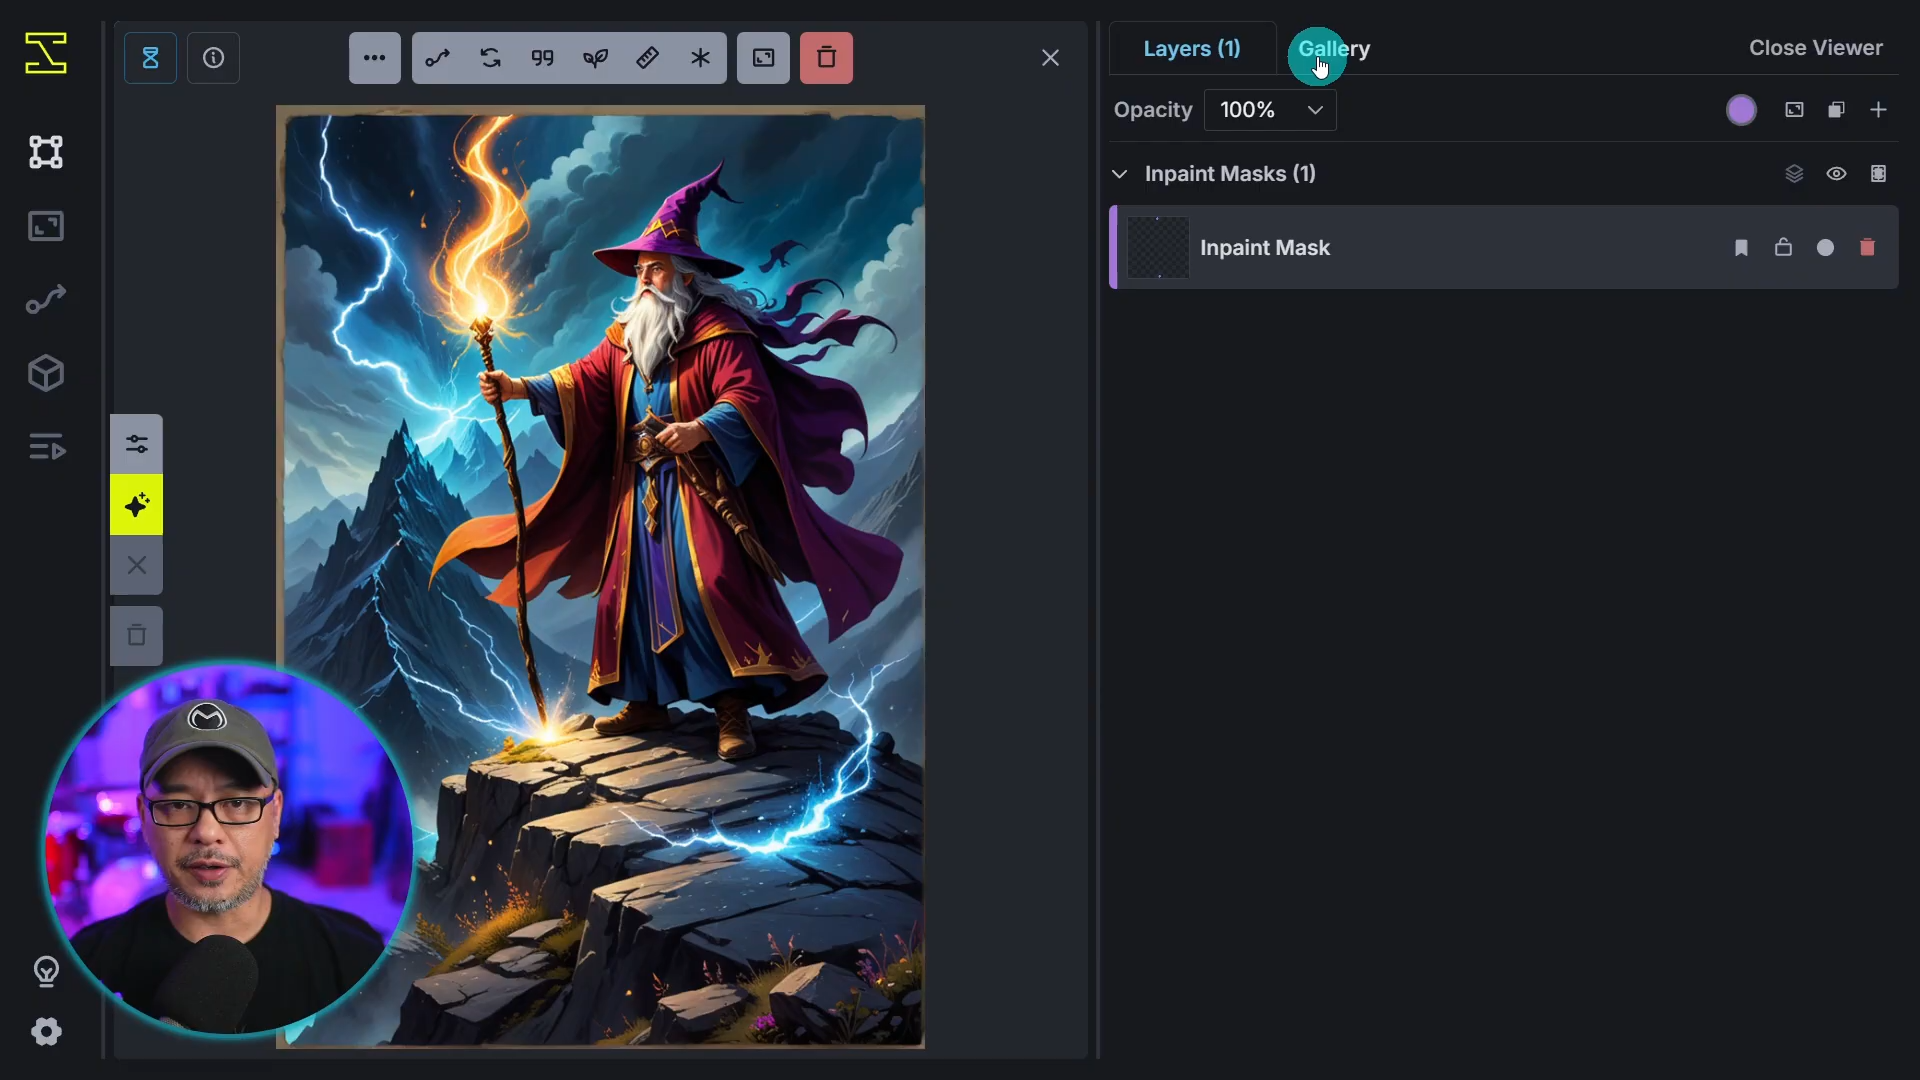 Layers (1)
Gallery
Close Viewer
Opacity
100%
Inpaint Masks (1)
Inpaint Mask